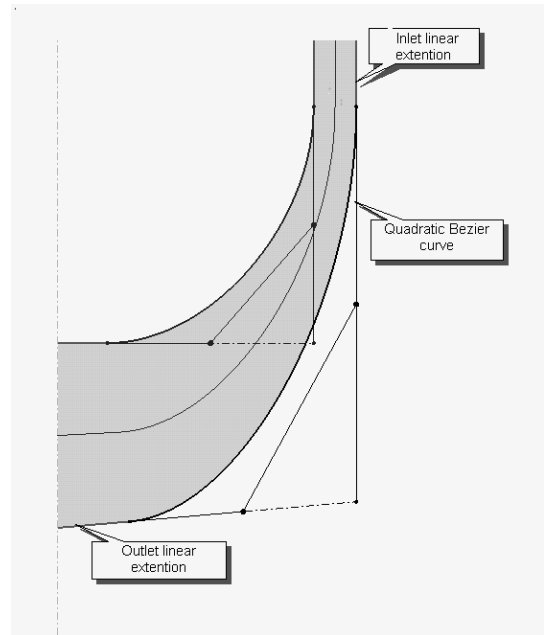 Inlet linear
extention
Quadratic Bezier
curve
Outlet linear
extention